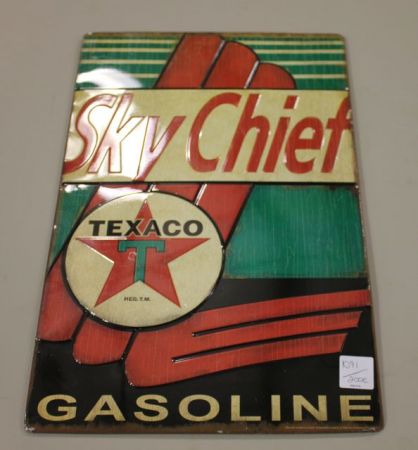 Sky Chief
TEXACO
T
REG. T.M.
GASOLINE